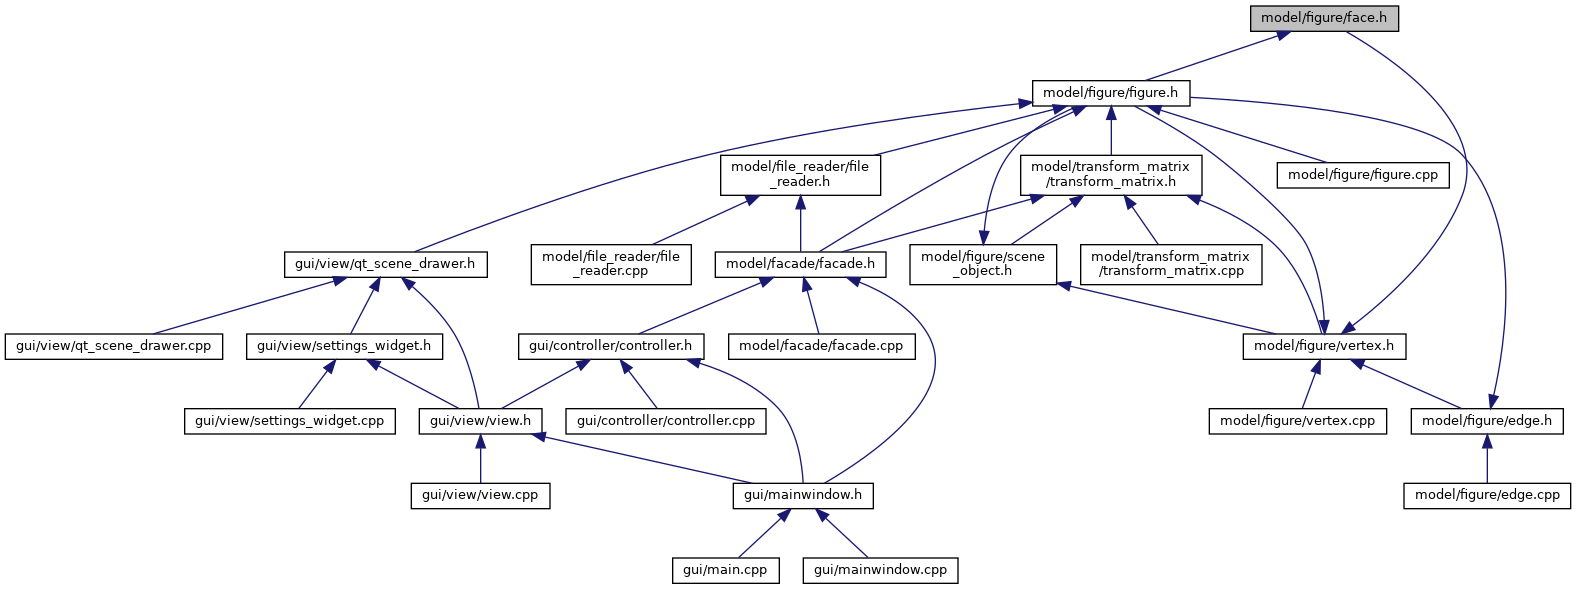 model/figure/face.h
model/figure/figure.h
model/file_reader/file
_reader.h
model/transform_matrix
/transform_matrix.h
model/figure/figure.cpp
gui/view/qt_scene_drawer.h
model/file_reader/file
_reader.cpp
model/facade/facade.h
model/figure/scene
_object.h
model/transform_matrix
/transform_matrix.cpp
gui/view/qt_scene_drawer.cpp
gui/view/settings_widget.h
gui/controller/controller.h
model/facade/facade.cpp
model/figure/vertex.h
gui/view/settings_widget.cpp
gui/view/view.h
gui/controller/controller.cpp
model/figure/vertex.cpp
model/figure/edge.h
gui/view/view.cpp
gui/mainwindow.h
model/figure/edge.cpp
gui/main.cpp
gui/mainwindow.cpp